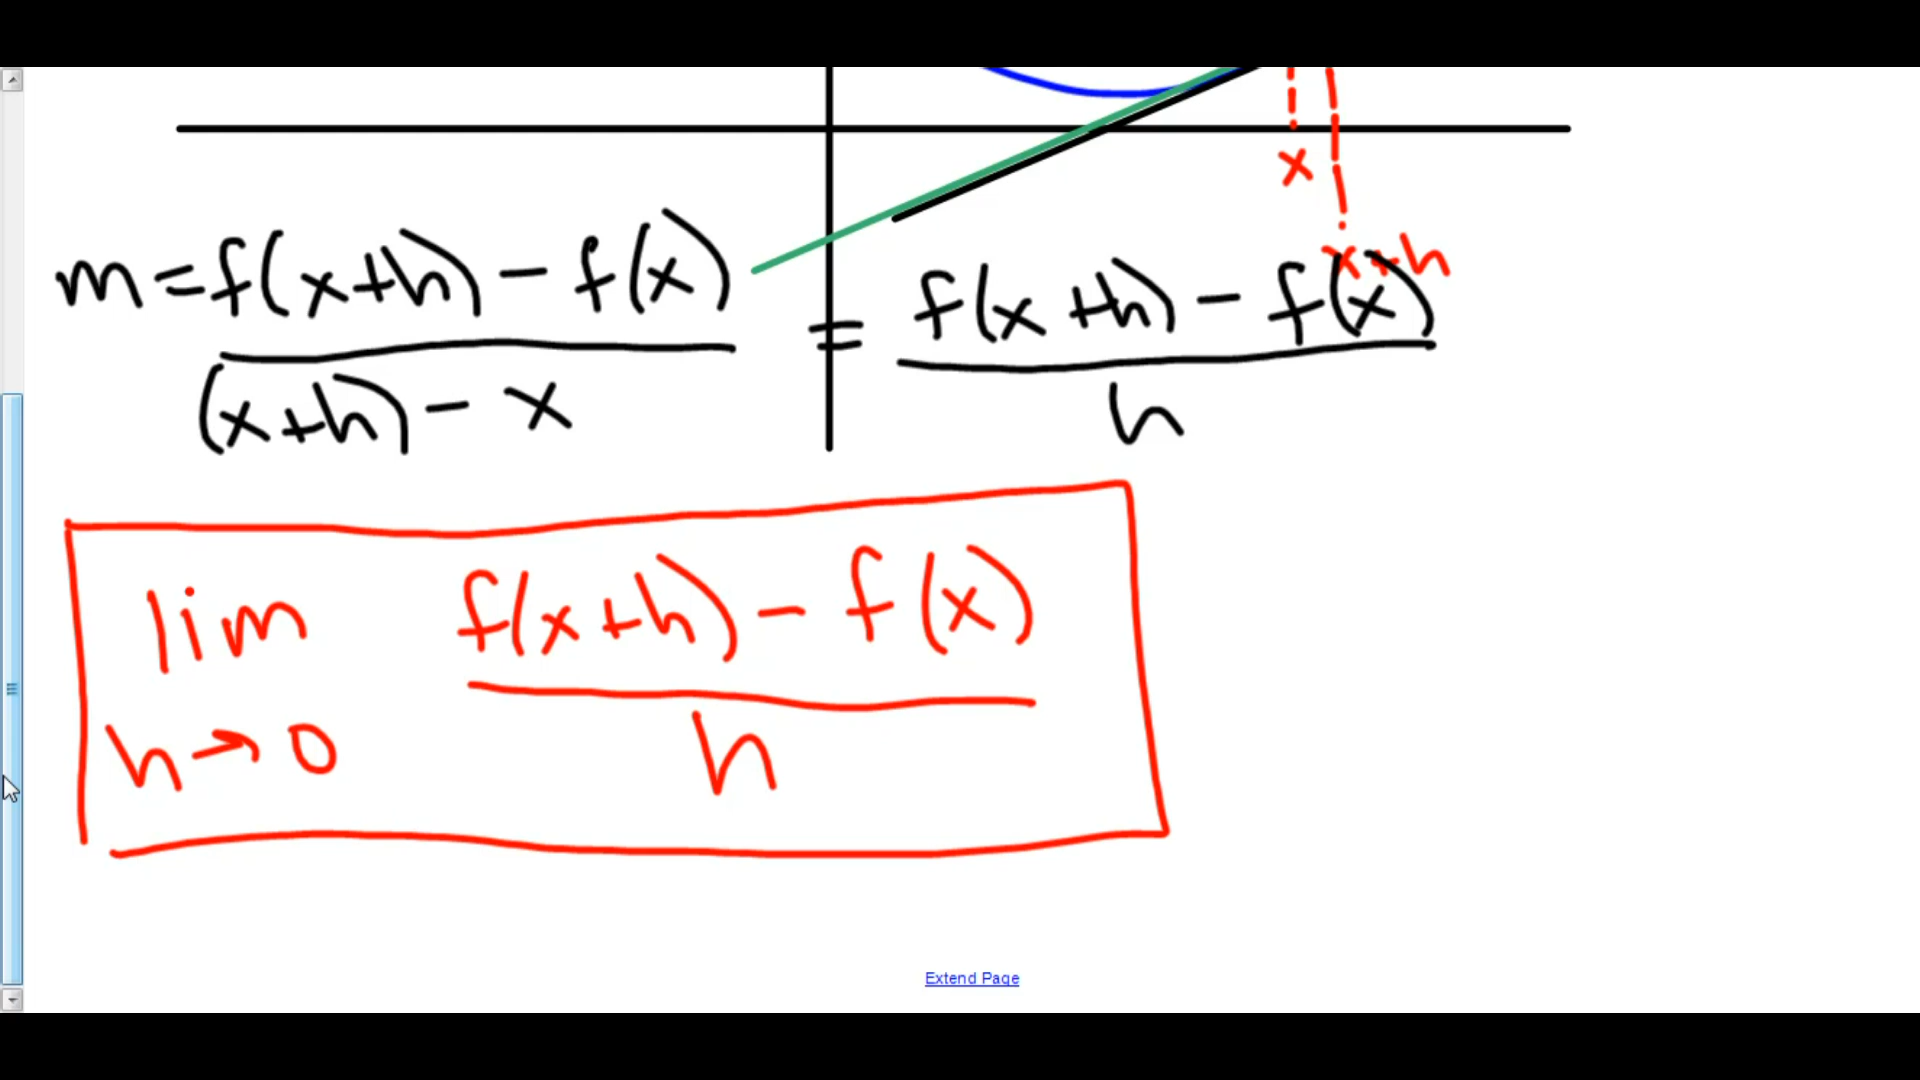 x
x+h
m = f(x+h) - f(x) = f(x+h) - f(x)
(x+h) - x h
lim f(x+h) - f(x)
h→0 h
Extend Page